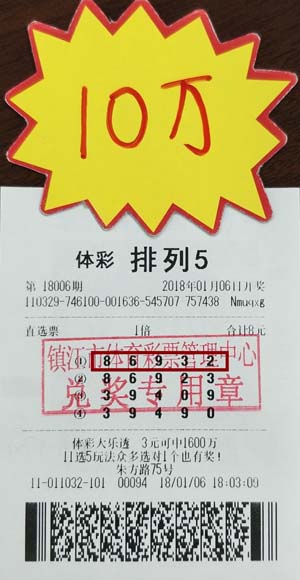 10万
体彩 排列5
第 18006期 2018年01月06日开奖
110329-746100-001636-545707 757438 Nmuqxg
直选票 1倍 合计8元
镇江市体育彩票管理中心
① 8 6 9 3 2
② 8 6 9 2 3
兑奖专用章
③ 3 9 4 0 9
④ 3 9 4 9 0
体彩大乐透 3元可中1600万
11选5玩法众多选对1个也有奖!
朱方路75号
11-011032-101 00094 18/01/06 18:03:09